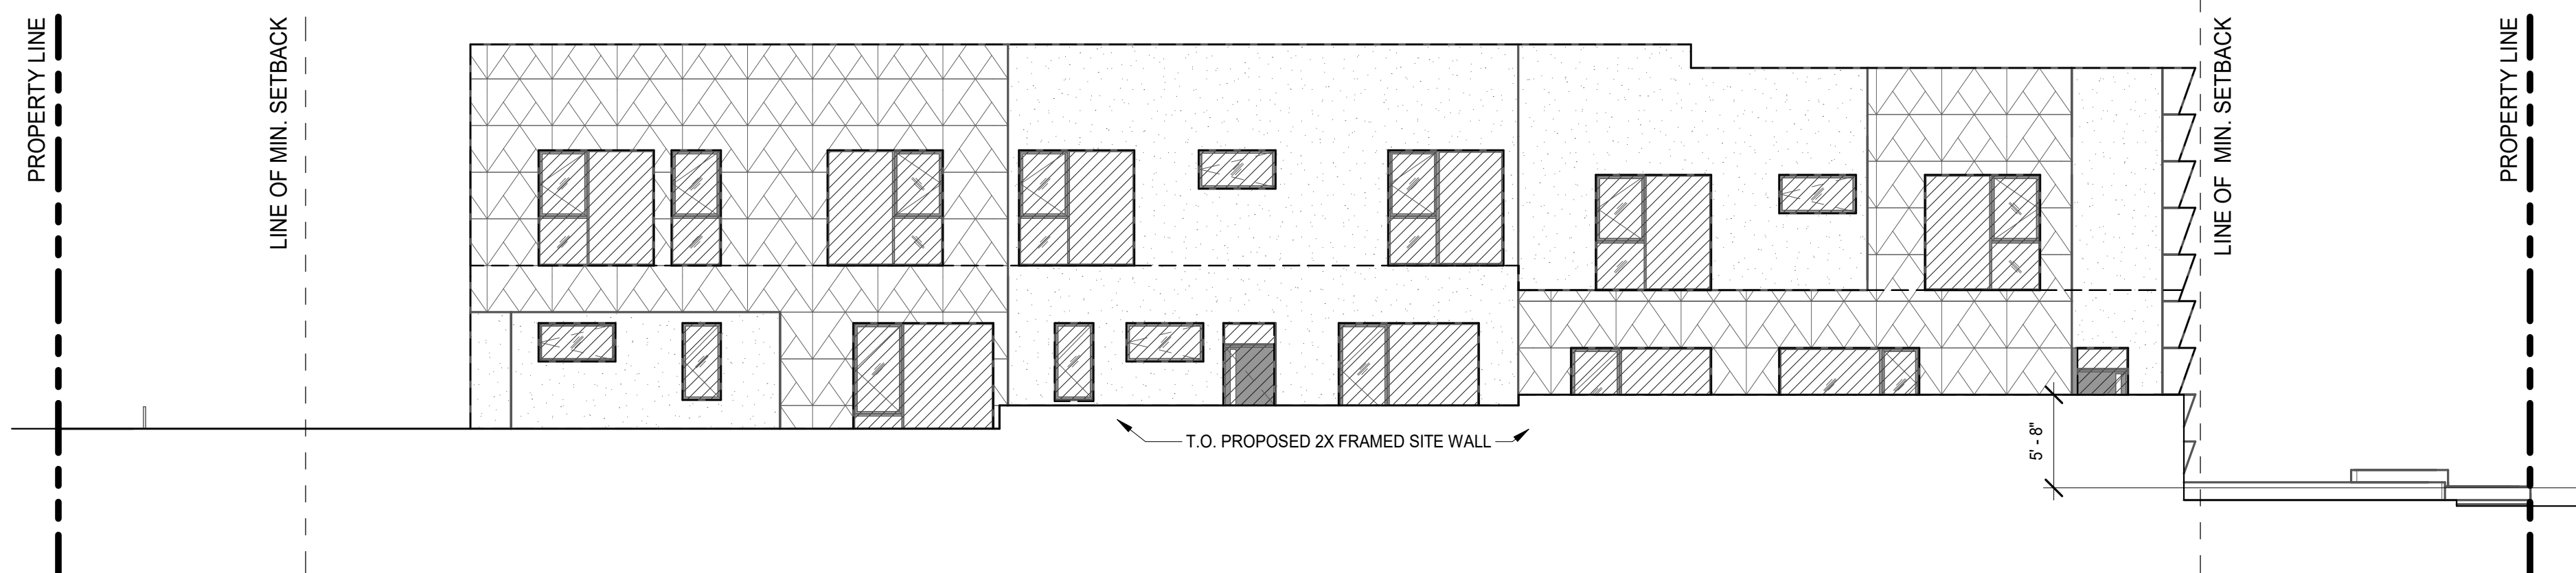 PROPERTY LINE
LINE OF MIN. SETBACK
LINE OF MIN. SETBACK
PROPERTY LINE
T.O. PROPOSED 2X FRAMED SITE WALL
5' - 8"